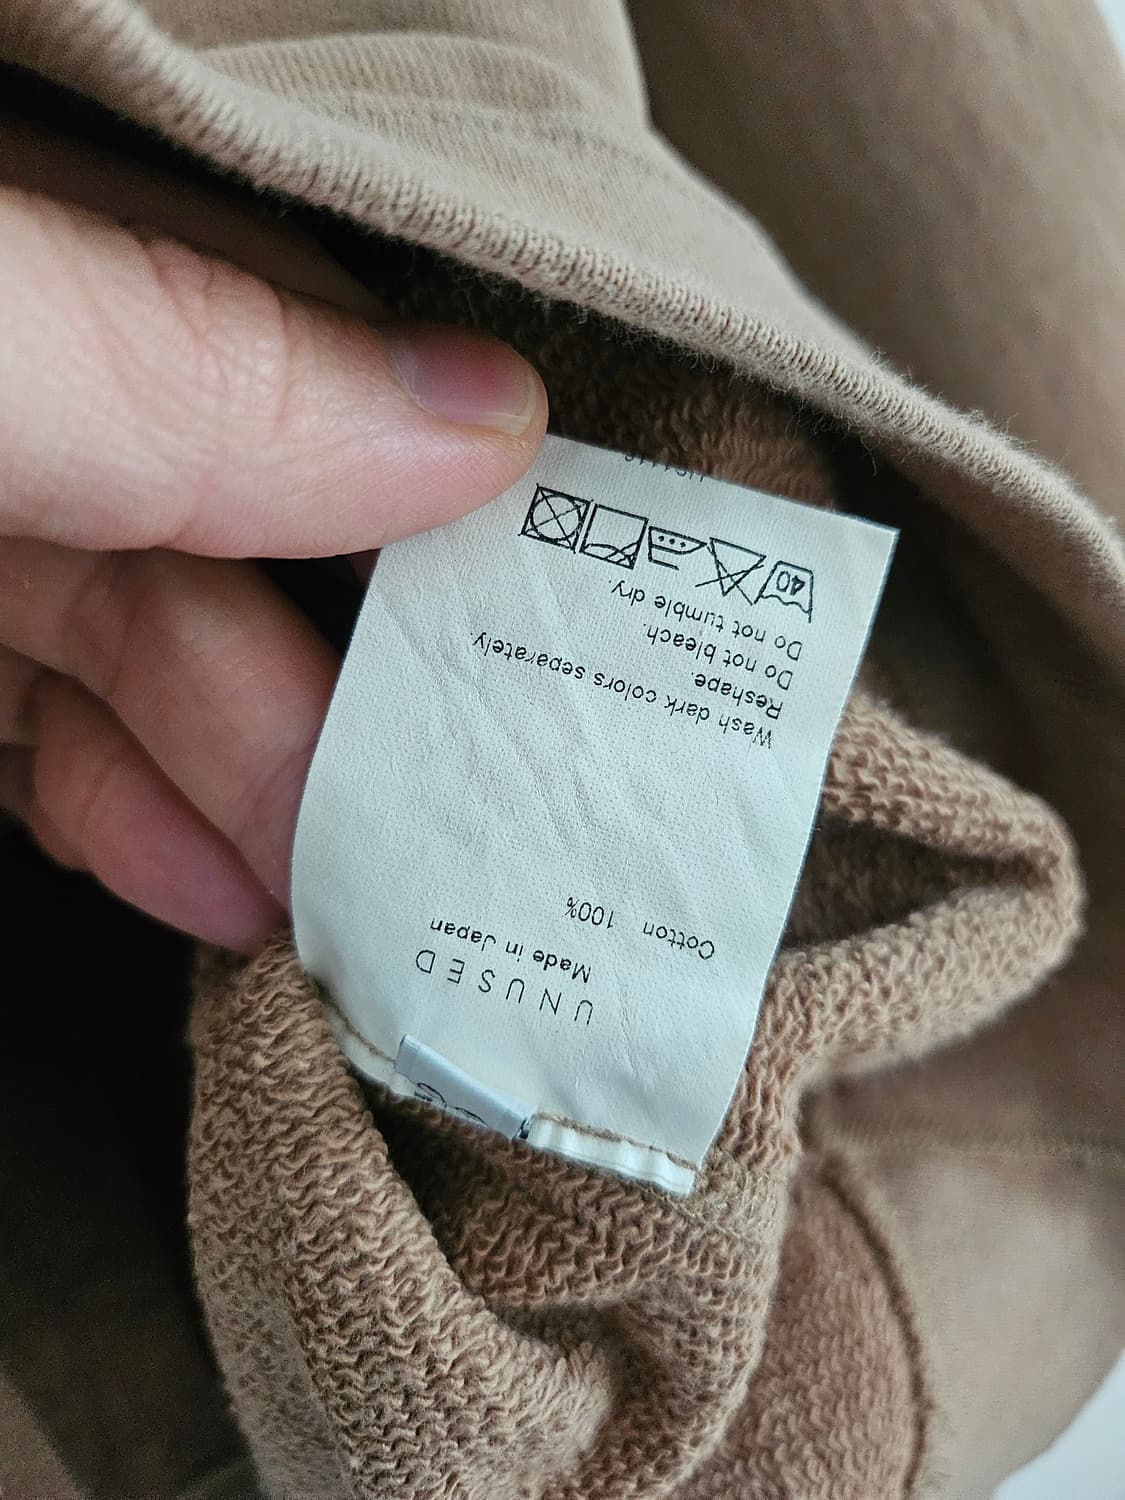 UNUSED
Made in Japan
Cotton 100%
Wash dark colors separately.
Reshape.
Do not bleach.
Do not tumble dry.
40